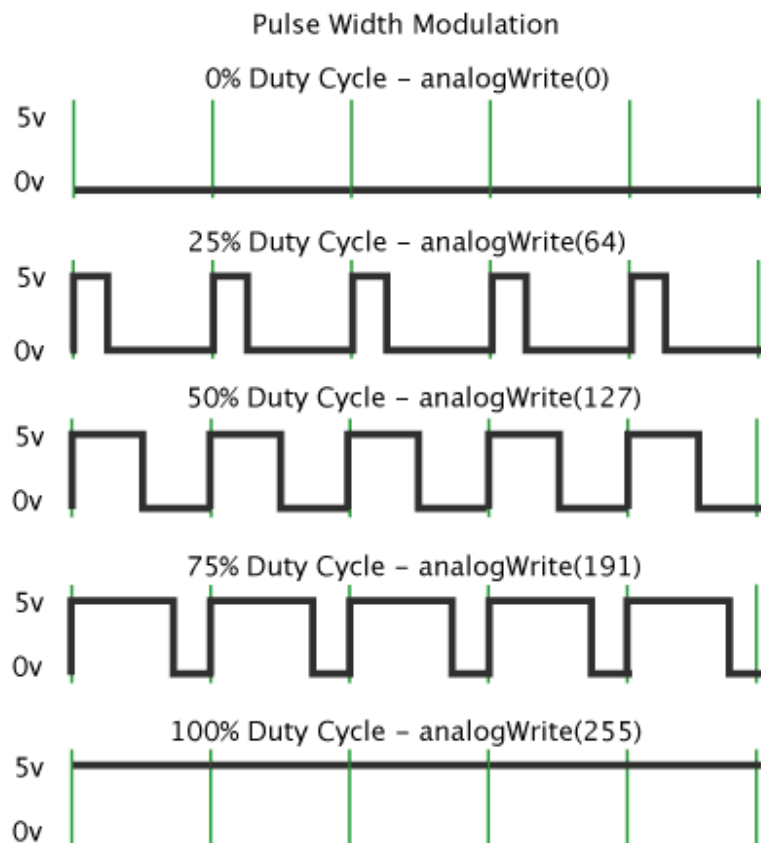 Pulse Width Modulation
0% Duty Cycle – analogWrite(0)
5v
0v
25% Duty Cycle – analogWrite(64)
5v
0v
50% Duty Cycle – analogWrite(127)
5v
0v
75% Duty Cycle – analogWrite(191)
5v
0v
100% Duty Cycle – analogWrite(255)
5v
0v